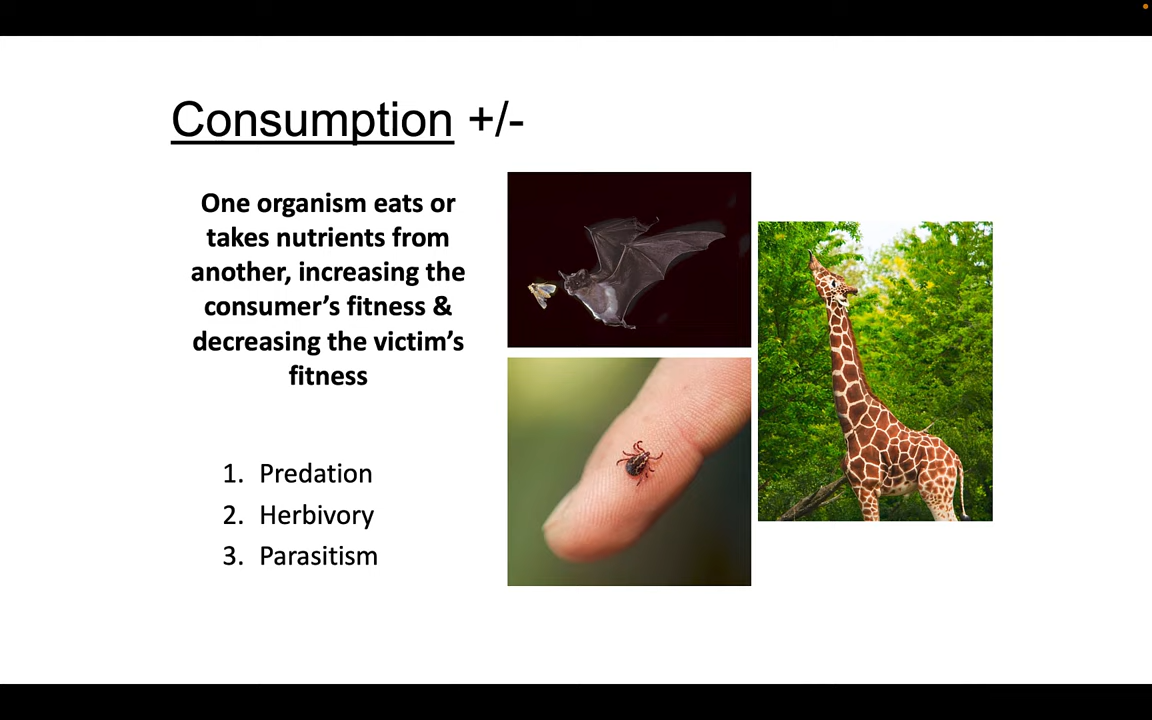 Consumption +/-
One organism eats or
takes nutrients from
another, increasing the
consumer’s fitness &
decreasing the victim’s
fitness
1. Predation
2. Herbivory
3. Parasitism